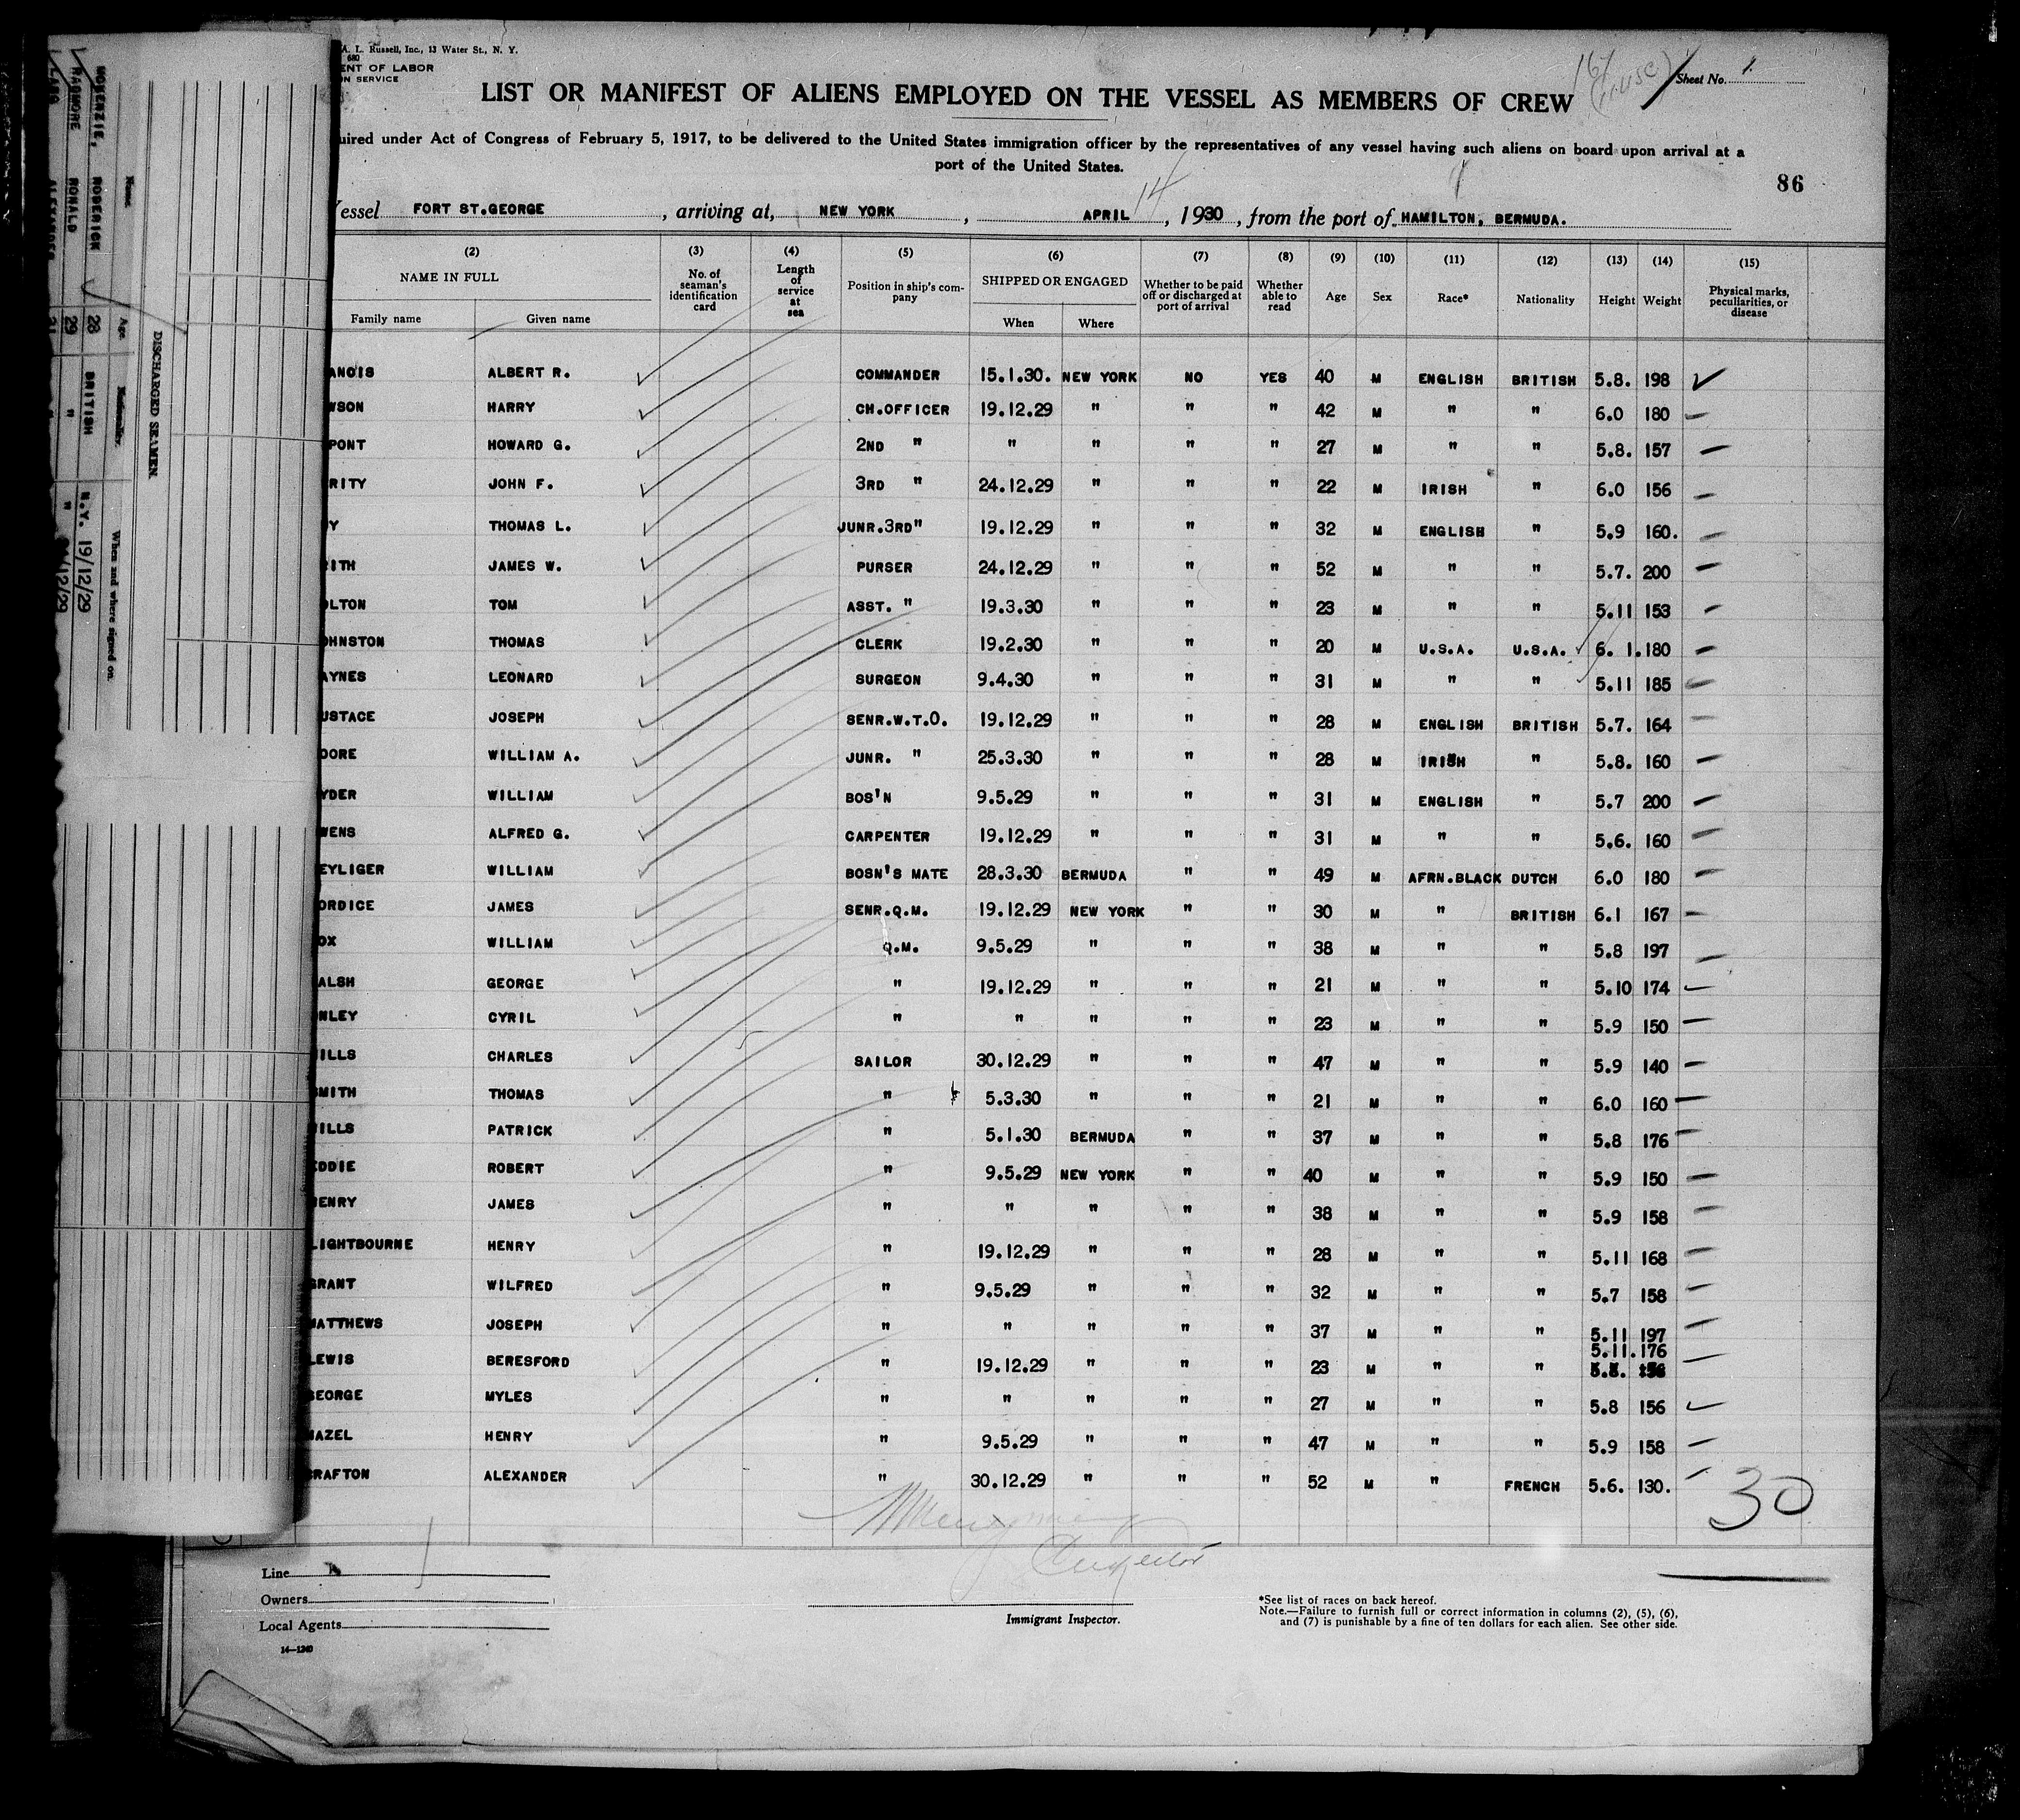 A. L. Russell, Inc., 13 Water St., N. Y.
680
ENT OF LABOR
ON SERVICE
Sheet No. 1.
LIST OR MANIFEST OF ALIENS EMPLOYED ON THE VESSEL AS MEMBERS OF CREW
uired under Act of Congress of February 5, 1917, to be delivered to the United States immigration officer by the representatives of any vessel having such aliens on board upon arrival at a
port of the United States.
86
Vessel FORT ST.GEORGE, arriving at, NEW YORK, APRIL 14, 1930, from the port of HAMILTON, BERMUDA.
(2) (3) (4) (5) (6) (7) (8) (9) (10) (11) (12) (13) (14) (15)
NAME IN FULL No. of seaman's identification card Length of service at sea Position in ship's company SHIPPED OR ENGAGED Whether to be paid off or discharged at port of arrival Whether able to read Age Sex Race* Nationality Height Weight Physical marks, peculiarities, or disease
Family name Given name When Where
ANCIS ALBERT R. COMMANDER 15.1.30. NEW YORK NO YES 40 M ENGLISH BRITISH 5.8. 198
WSON HARRY CH.OFFICER 19.12.29 " " " 42 M " " 6.0 180
PONT HOWARD G. 2ND " " " " " 27 M " " 5.8. 157
RITY JOHN F. 3RD " 24.12.29 " " " 22 M IRISH " 6.0 156
Y THOMAS L. JUNR.3RD" 19.12.29 " " " 32 M ENGLISH " 5.9 160.
ITH JAMES W. PURSER 24.12.29 " " " 52 M " " 5.7. 200
LTON TOM ASST. " 19.3.30 " " " 23 M " " 5.11 153
OHNSTON THOMAS CLERK 19.2.30 " " " 20 M U.S.A. U.S.A. 6. 1. 180
AYNES LEONARD SURGEON 9.4.30 " " " 31 M " " 5.11 185
USTACE JOSEPH SENR.W.T.O. 19.12.29 " " " 28 M ENGLISH BRITISH 5.7. 164
OORE WILLIAM A. JUNR. " 25.3.30 " " " 28 M IRISH " 5.8. 160
YDER WILLIAM BOS'N 9.5.29 " " " 31 M ENGLISH " 5.7 200
WENS ALFRED G. CARPENTER 19.12.29 " " " 31 M " " 5.6. 160
EYLIGER WILLIAM BOSN'S MATE 28.3.30 BERMUDA " " 49 M AFRN.BLACK DUTCH 6.0 180
ORDICE JAMES SENR.Q.M. 19.12.29 NEW YORK " " 30 M " BRITISH 6.1 167
OX WILLIAM Q.M. 9.5.29 " " " 38 M " " 5.8 197
ALSH GEORGE " 19.12.29 " " " 21 M " " 5.10 174
NLEY CYRIL " " " " " 23 M " " 5.9 150
ILLS CHARLES SAILOR 30.12.29 " " " 47 M " " 5.9 140
SMITH THOMAS " 5.3.30 " " " 21 M " " 6.0 160
ILLS PATRICK " 5.1.30 BERMUDA " " 37 M " " 5.8 176
EDDIE ROBERT " 9.5.29 NEW YORK " " 40 M " " 5.9 150
HENRY JAMES " " " " " 38 M " " 5.9 158
LIGHTBOURNE HENRY " 19.12.29 " " " 28 M " " 5.11 168
GRANT WILFRED " 9.5.29 " " " 32 M " " 5.7 158
MATTHEWS JOSEPH " " " " " 37 M " " 5.11 197
LEWIS BERESFORD " 19.12.29 " " " 23 M " " 5.11. 176
GEORGE MYLES " " " " " 27 M " " 5.8 156
HAZEL HENRY " 9.5.29 " " " 47 M " " 5.9 158
CRAFTON ALEXANDER " 30.12.29 " " " 52 M " FRENCH 5.6. 130.
30
Inspector
Line
Owners
Local Agents
14—1240
Immigrant Inspector.
*See list of races on back hereof.
Note.—Failure to furnish full or correct information in columns (2), (5), (6),
and (7) is punishable by a fine of ten dollars for each alien. See other side.
DISCHARGED SEAMEN.
Name. Age. Nationality. When and where signed on.
MCKENZIE, RODERICK 28 BRITISH N.Y. 19/12/29
RONALD 29 " "